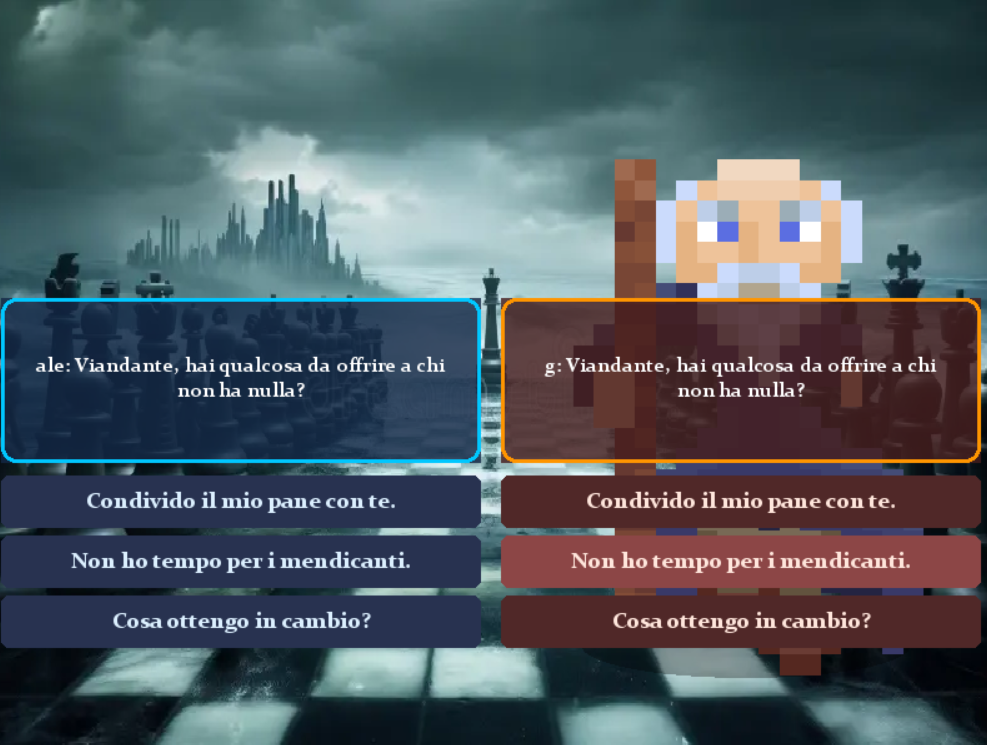 ale: Viandante, hai qualcosa da offrire a chi
non ha nulla?
Condivido il mio pane con te.
Non ho tempo per i mendicanti.
Cosa ottengo in cambio?
g: Viandante, hai qualcosa da offrire a chi
non ha nulla?
Condivido il mio pane con te.
Non ho tempo per i mendicanti.
Cosa ottengo in cambio?